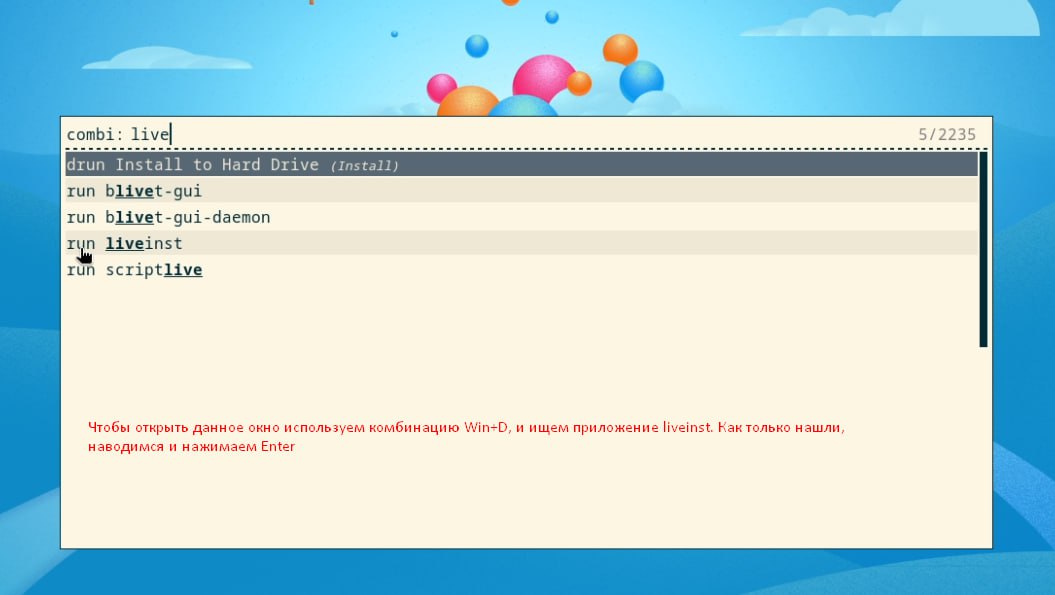 combi: live 5/2235
drun Install to Hard Drive (Install)
run blivet-gui
run blivet-gui-daemon
run liveinst
run scriptlive
Чтобы открыть данное окно используем комбинацию Win+D, и ищем приложение liveinst. Как только нашли,
наводимся и нажимаем Enter